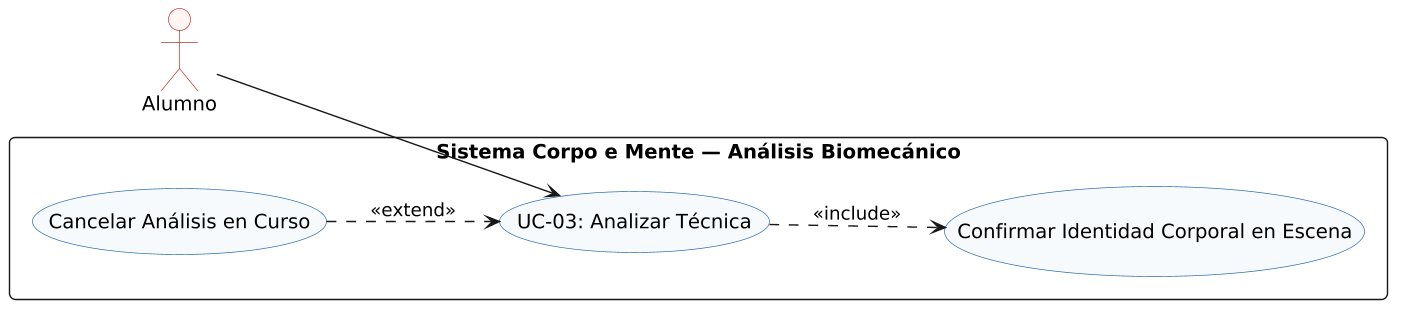 Alumno
Sistema Corpo e Mente — Análisis Biomecánico
Cancelar Análisis en Curso
«extend»
UC-03: Analizar Técnica
«include»
Confirmar Identidad Corporal en Escena